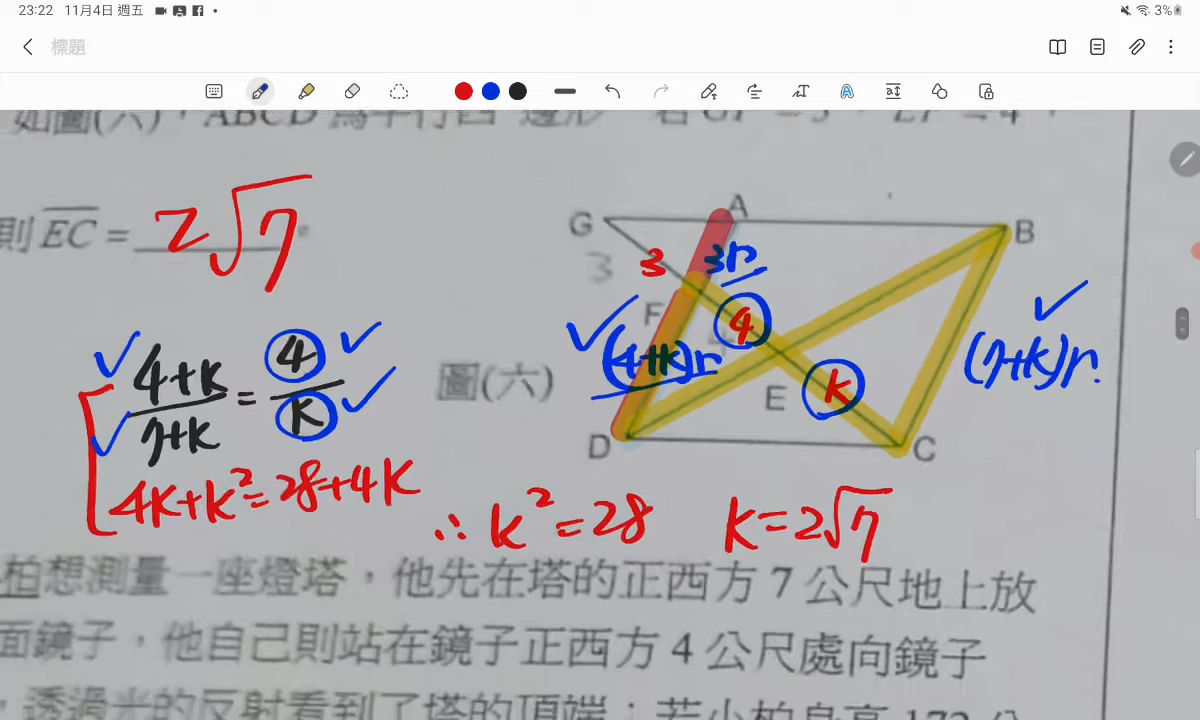 23:22 11月4日 週五 3%
標題
如圖(六)，ABCD 為平行四邊形，若 GF = 3，EF = 4，
則 EC = 2√7。
G A B
3 3 3r
F 4 4
(4+k)r (7+k)r
E k
D C
圖(六)
4+k/7+k = 4/k
4k+k²=28+4k
∴k²=28 k=2√7
柏想測量一座燈塔，他先在塔的正西方 7 公尺地上放
面鏡子，他自己則站在鏡子正西方 4 公尺處向鏡子
，透過光的反射看到了塔的頂端；若小柏身高 172 公